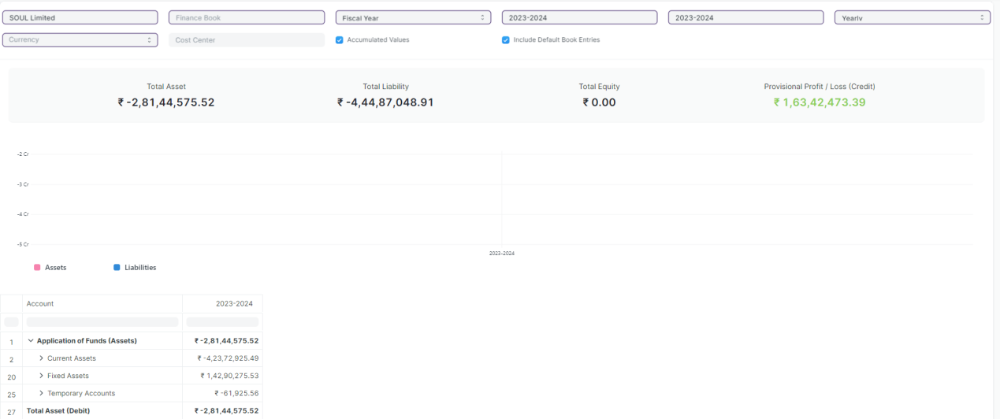 SOUL Limited Finance Book Fiscal Year 2023-2024 2023-2024 Yearly
Currency Cost Center Accumulated Values Include Default Book Entries
Total Asset Total Liability Total Equity Provisional Profit / Loss (Credit)
₹ -2,81,44,575.52 ₹ -4,44,87,048.91 ₹ 0.00 ₹ 1,63,42,473.39
-2 Cr
-3 Cr
-4 Cr
-5 Cr
2023-2024
Assets Liabilities
Account 2023-2024
1 Application of Funds (Assets) ₹ -2,81,44,575.52
2 Current Assets ₹ -4,23,72,925.49
20 Fixed Assets ₹ 1,42,90,275.53
25 Temporary Accounts ₹ -61,925.56
27 Total Asset (Debit) ₹ -2,81,44,575.52